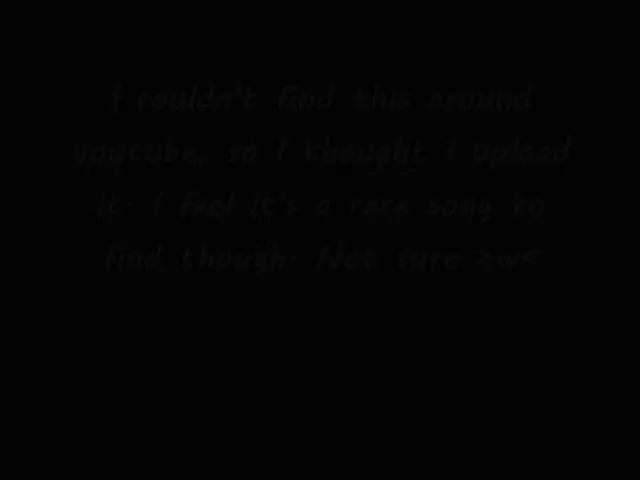 I couldn't find this around
youtube, so I thought I upload
it. I feel it's a rare song to
find though. Not sure >w<